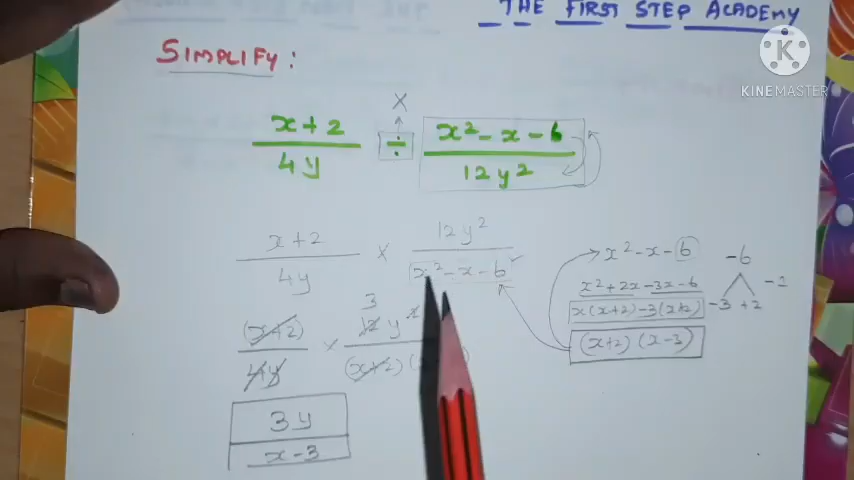 THE FIRST STEP ACADEMY
K
KINEMASTER
SIMPLIFY:
x
x+2 / 4y ÷ x² - x - 6 / 12y²
x+2 / 4y × 12y² / x² - x - 6
(x+2) / 4y × 12 y / (x+2)
3
3y / x-3
x² - x - 6
x² + 2x - 3x - 6
x(x+2) - 3(x+2)
(x+2) (x-3)
-6
-3 +2